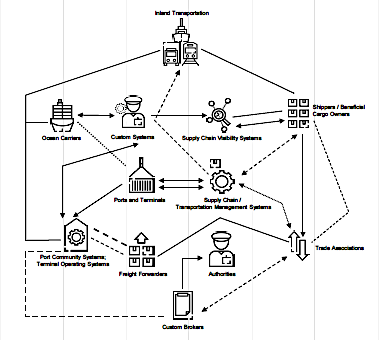 Inland Transportation
Ocean Carriers
Custom Systems
Supply Chain Visibility Systems
Shippers / Beneficial
Cargo Owners
Ports and Terminals
Supply Chain /
Transportation Management Systems
Port Community Systems;
Terminal Operating Systems
Freight Forwarders
Authorities
Trade Associations
Custom Brokers